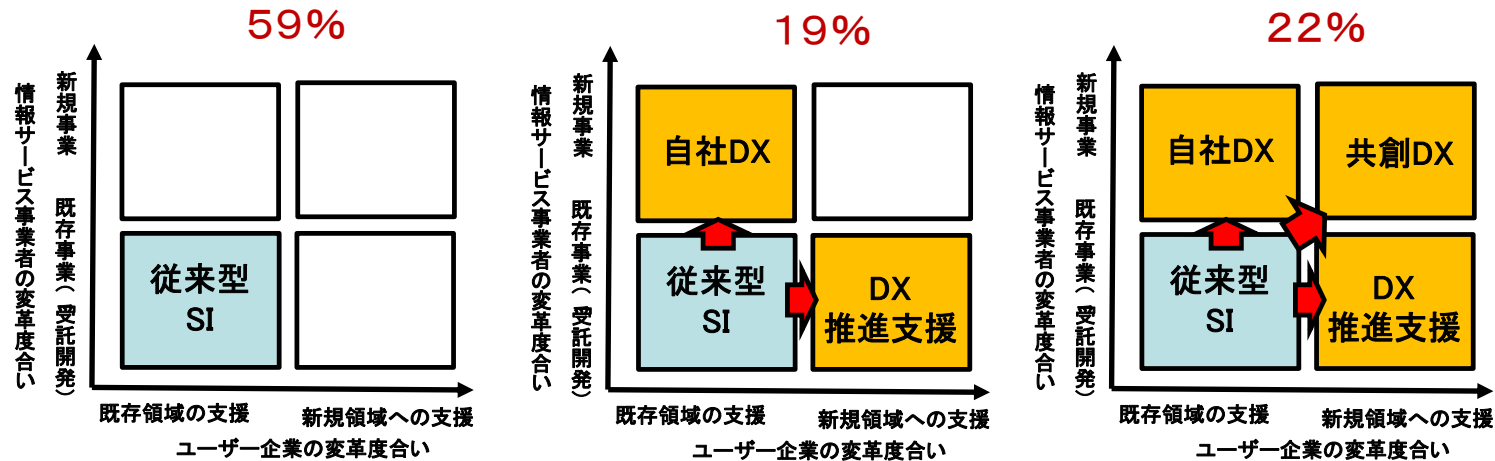 59%
情報サービス事業者の変革度合い
新規事業
既存事業(受託開発)
従来型
SI
既存領域の支援
新規領域への支援
ユーザー企業の変革度合い
19%
情報サービス事業者の変革度合い
新規事業
既存事業(受託開発)
自社DX
従来型
SI
DX
推進支援
既存領域の支援
新規領域への支援
ユーザー企業の変革度合い
22%
情報サービス事業者の変革度合い
新規事業
既存事業(受託開発)
自社DX
共創DX
従来型
SI
DX
推進支援
既存領域の支援
新規領域への支援
ユーザー企業の変革度合い